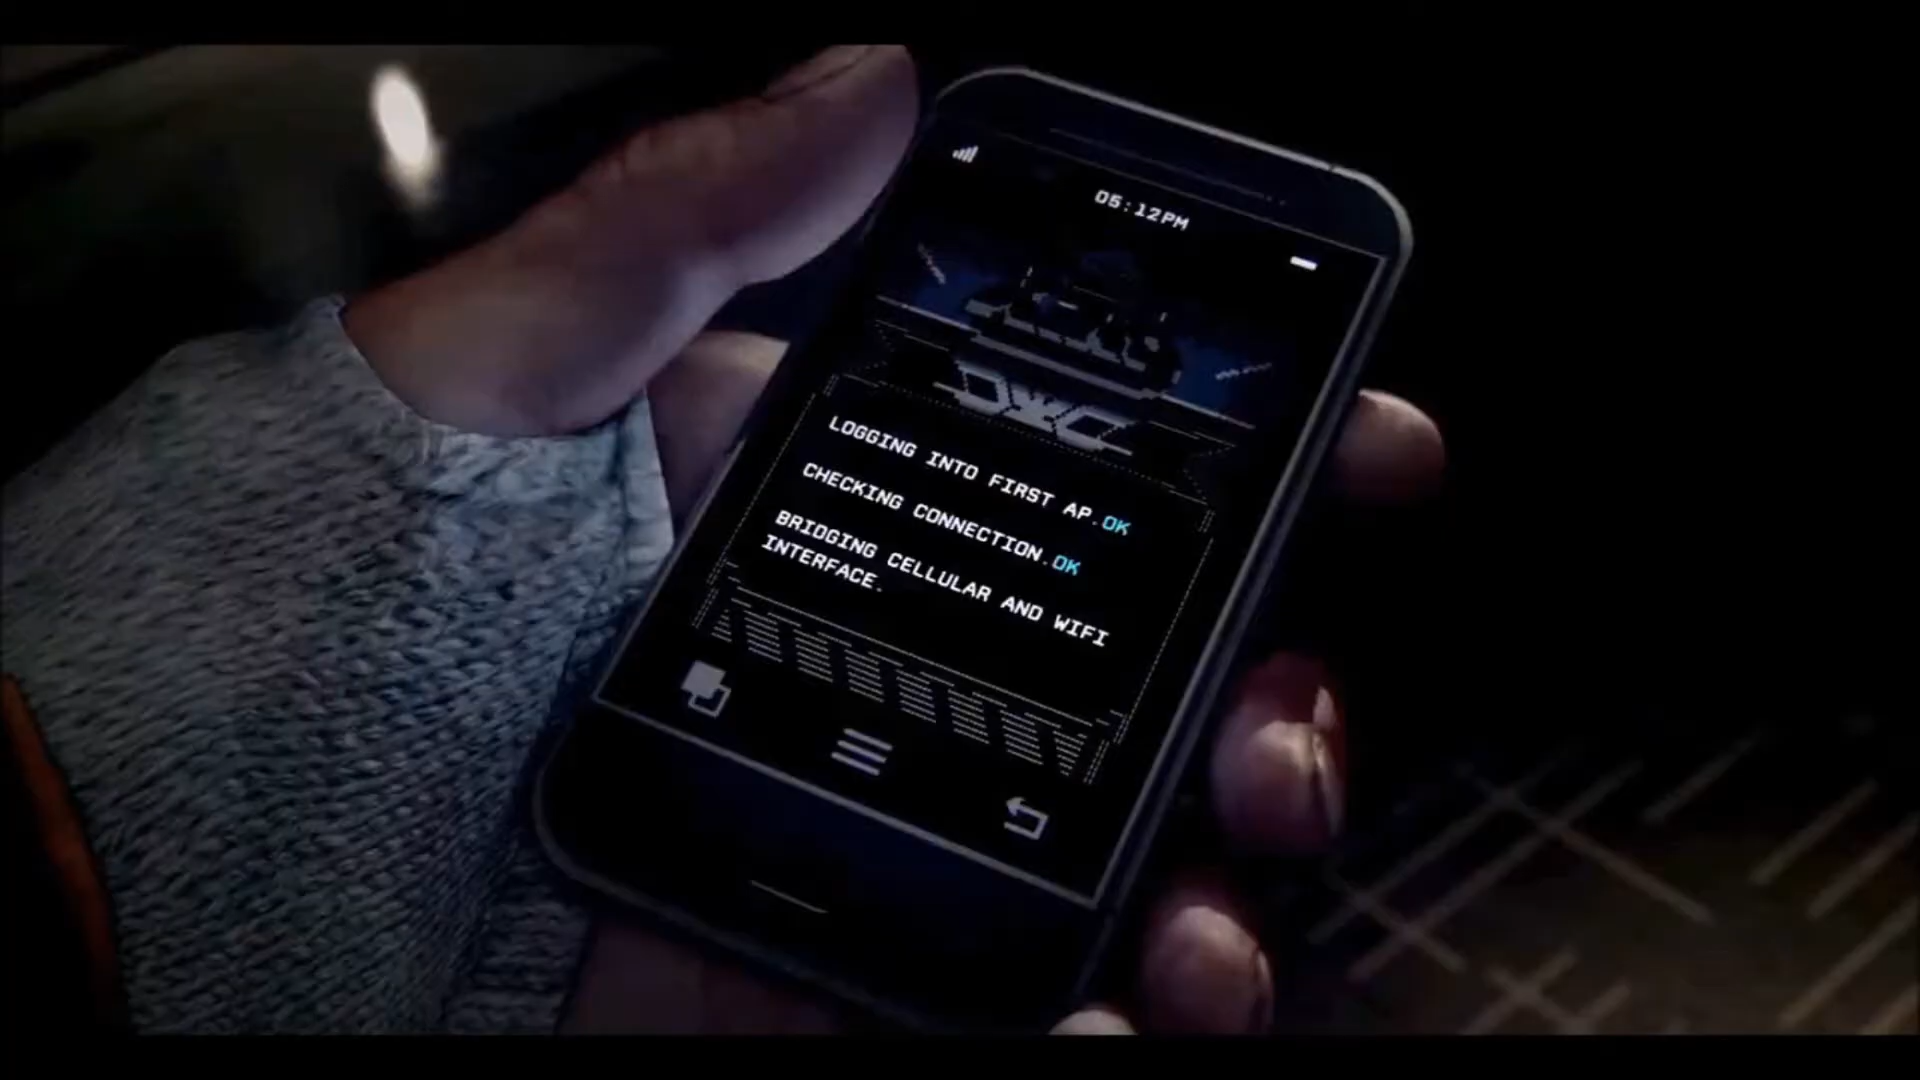 05:12PM
LOGGING INTO FIRST AP.OK
CHECKING CONNECTION.OK
BRIDGING CELLULAR AND WIFI
INTERFACE.